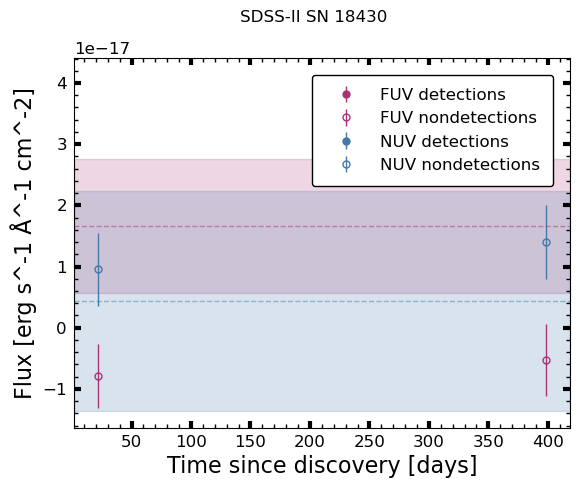 SDSS-II SN 18430
1e−17
FUV detections
FUV nondetections
NUV detections
NUV nondetections
Flux [erg s^-1 Å^-1 cm^-2]
4
3
2
1
0
−1
50 100 150 200 250 300 350 400
Time since discovery [days]